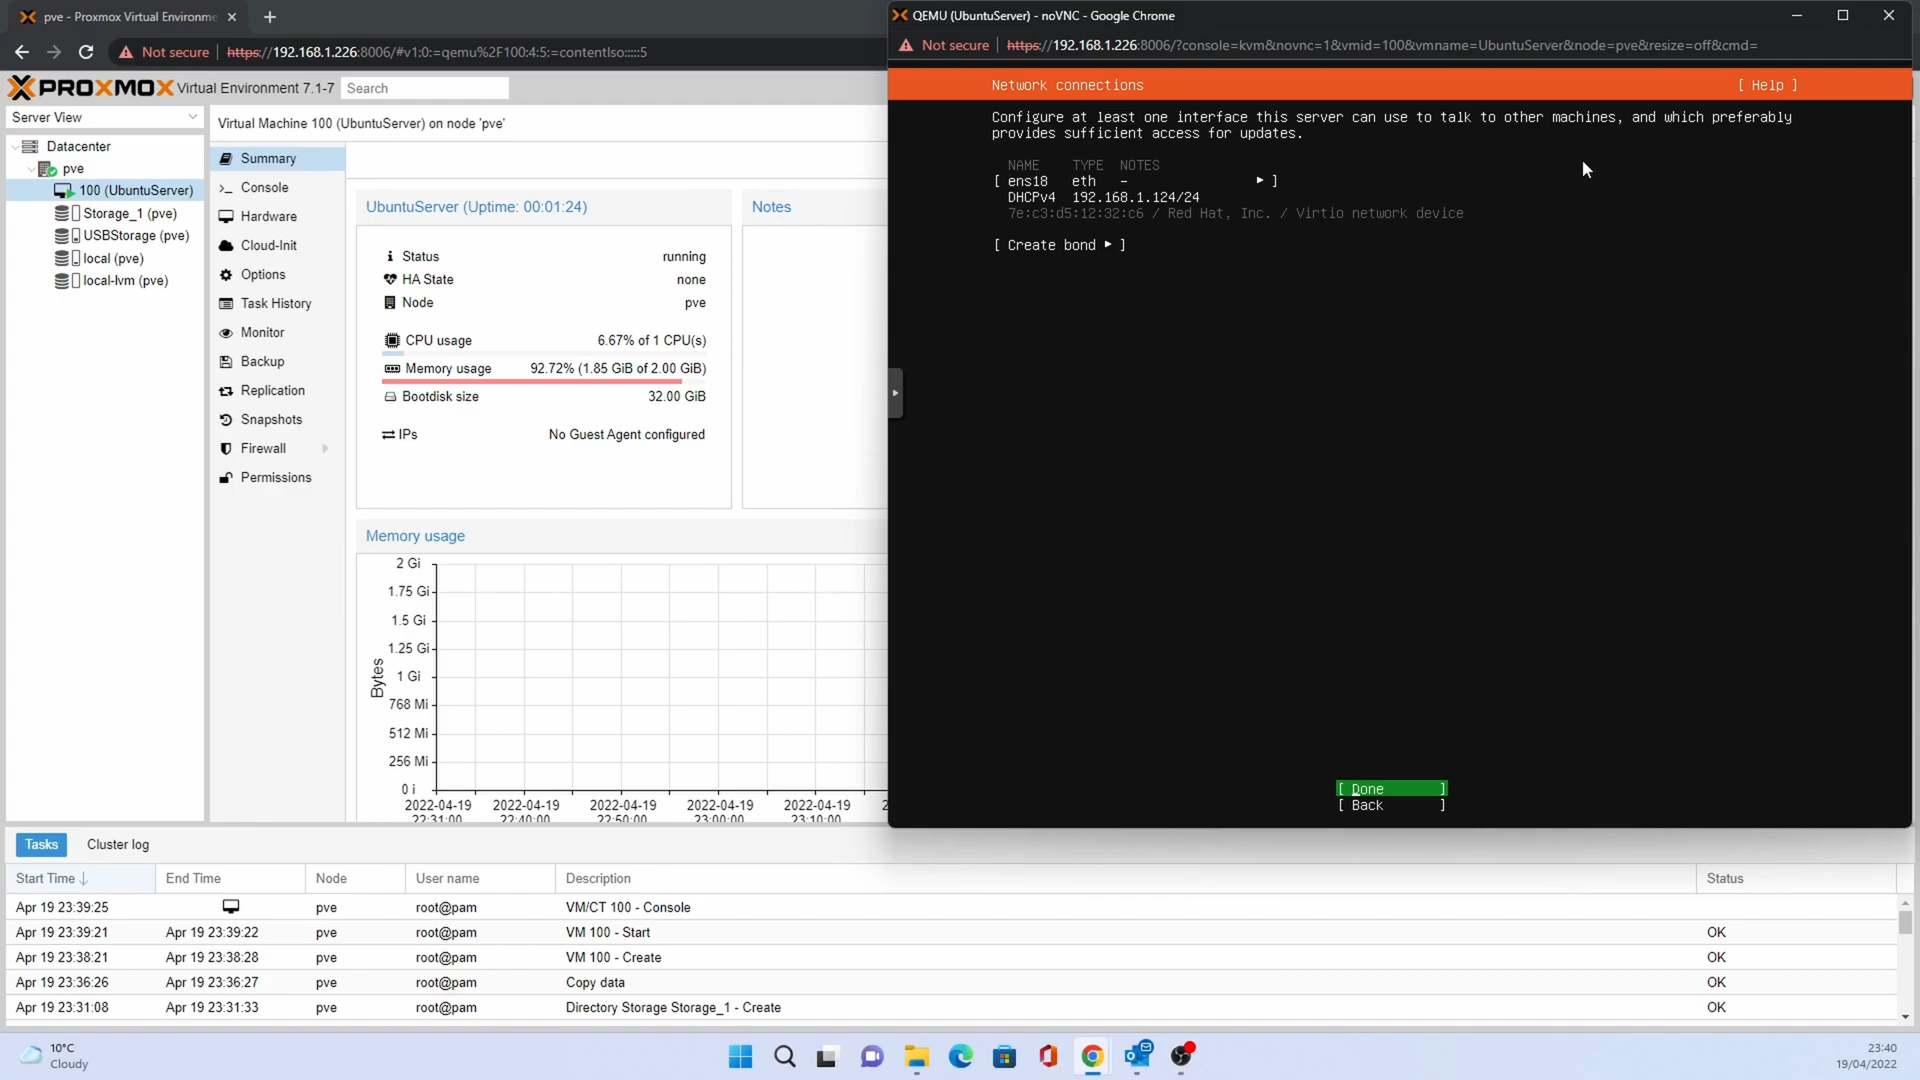 pve - Proxmox Virtual Environme
Not secure
https://192.168.1.226:8006/#v1:0:=qemu%2F100:4:5:=contentIso:::::5
PROXMOX Virtual Environment 7.1-7
Search
Server View
Virtual Machine 100 (UbuntuServer) on node 'pve'
Datacenter
pve
100 (UbuntuServer)
Storage_1 (pve)
USBStorage (pve)
local (pve)
local-lvm (pve)
Summary
Console
Hardware
Cloud-Init
Options
Task History
Monitor
Backup
Replication
Snapshots
Firewall
Permissions
UbuntuServer (Uptime: 00:01:24)
Notes
Status running
HA State none
Node pve
CPU usage 6.67% of 1 CPU(s)
Memory usage 92.72% (1.85 GiB of 2.00 GiB)
Bootdisk size 32.00 GiB
IPs No Guest Agent configured
Memory usage
Bytes
2 Gi
1.75 Gi
1.5 Gi
1.25 Gi
1 Gi
768 Mi
512 Mi
256 Mi
0 i
2022-04-19 2022-04-19 2022-04-19 2022-04-19 2022-04-19
22:31:00 22:40:00 22:50:00 23:00:00 23:10:00
QEMU (UbuntuServer) - noVNC - Google Chrome
Not secure
https://192.168.1.226:8006/?console=kvm&novnc=1&vmid=100&vmname=UbuntuServer&node=pve&resize=off&cmd=
Network connections [ Help ]
Configure at least one interface this server can use to talk to other machines, and which preferably
provides sufficient access for updates.
NAME TYPE NOTES
[ ens18 eth – ▸ ]
DHCPv4 192.168.1.124/24
7e:c3:d5:12:32:c6 / Red Hat, Inc. / Virtio network device
[ Create bond ▸ ]
[ Done ]
[ Back ]
Tasks Cluster log
Start Time End Time Node User name Description Status
Apr 19 23:39:25 pve root@pam VM/CT 100 - Console
Apr 19 23:39:21 Apr 19 23:39:22 pve root@pam VM 100 - Start OK
Apr 19 23:38:21 Apr 19 23:38:28 pve root@pam VM 100 - Create OK
Apr 19 23:36:26 Apr 19 23:36:27 pve root@pam Copy data OK
Apr 19 23:31:08 Apr 19 23:31:33 pve root@pam Directory Storage Storage_1 - Create OK
10°C
Cloudy
23:40
19/04/2022